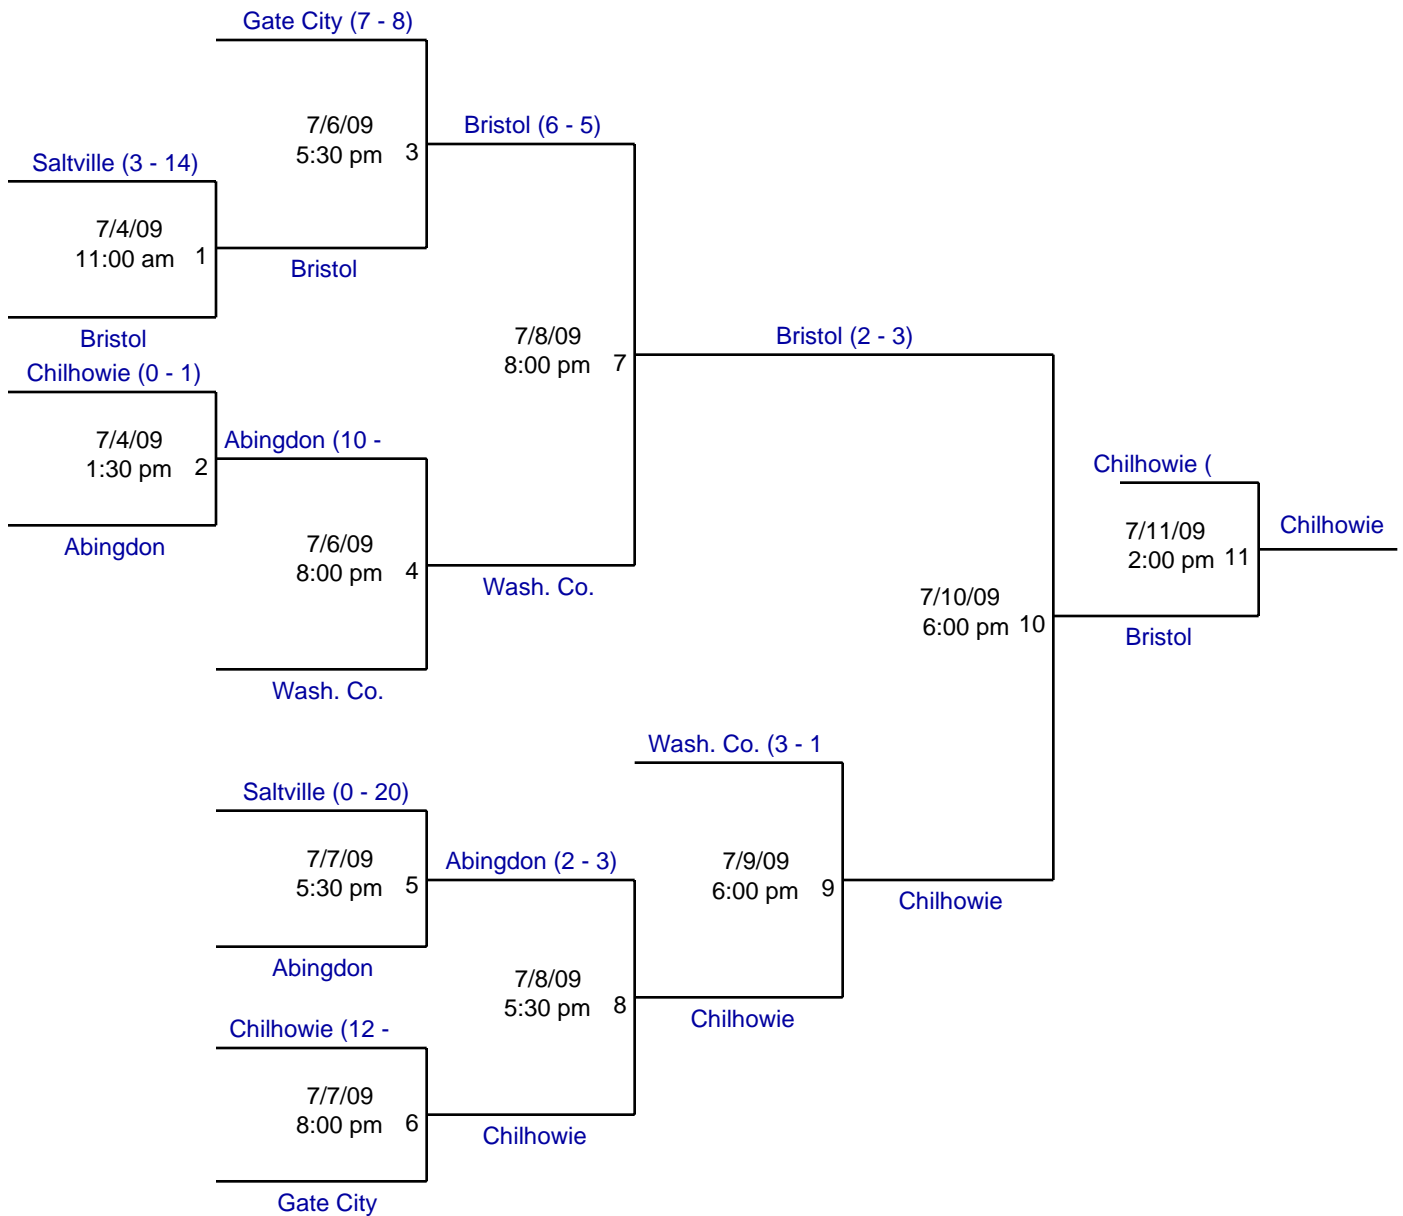 Gate City (7 - 8)
7/6/09
5:30 pm 3
Bristol (6 - 5)
Saltville (3 - 14)
7/4/09
11:00 am 1
Bristol
Bristol
7/8/09
8:00 pm 7
Bristol (2 - 3)
Chilhowie (0 - 1)
7/4/09
1:30 pm 2
Abingdon (10 -
Abingdon
7/6/09
8:00 pm 4
Wash. Co.
Wash. Co.
Chilhowie (
7/11/09
2:00 pm 11
Chilhowie
7/10/09
6:00 pm 10
Bristol
Wash. Co. (3 - 1
Saltville (0 - 20)
7/7/09
5:30 pm 5
Abingdon (2 - 3)
7/9/09
6:00 pm 9
Chilhowie
Abingdon
7/8/09
5:30 pm 8
Chilhowie
Chilhowie (12 -
7/7/09
8:00 pm 6
Chilhowie
Gate City